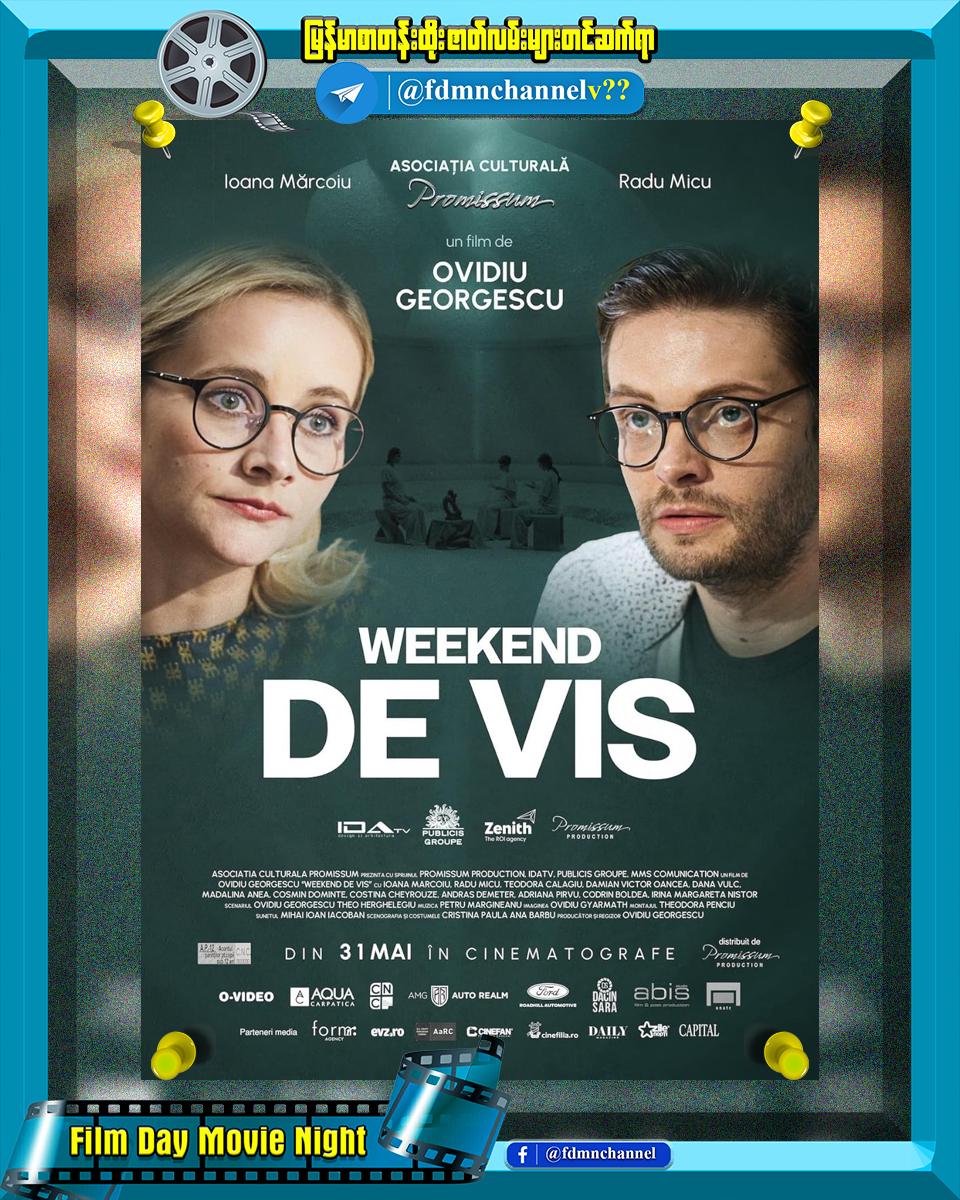 မြန်မာစာတန်းထိုးဇာတ်လမ်းများတင်ဆက်ရာ
@fdmnchannelv??
Ioana Mărcoiu
ASOCIAȚIA CULTURALĂ
Promissum
Radu Micu
un film de
OVIDIU
GEORGESCU
WEEKEND
DE VIS
IDA TV
PUBLICIS
GROUPE
Zenith
The ROI agency
Promissum
PRODUCTION
ASOCIATIA CULTURALA PROMISSUM PREZINTA CU SPRIJINUL PROMISSUM PRODUCTION, IDATV, PUBLICIS GROUPE, MMS COMUNICATION UN FILM DE
OVIDIU GEORGESCU "WEEKEND DE VIS" CU IOANA MARCOIU, RADU MICU, TEODORA CALAGIU, DAMIAN VICTOR OANCEA, DANA VULC,
MADALINA ANEA, COSMIN DOMINTE, COSTINA CHEYROUZE, ANDRAS DEMETER, ADRIANA PIRVU, CODRIN BOLDEA, IRINA MARGARETA NISTOR
SCENARIUL OVIDIU GEORGESCU THEO HERGHELEGIU MUZICA PETRU MARGINEANU IMAGINEA OVIDIU GYARMATH MONTAJUL THEODORA PENCIU
SUNETUL MIHAI IOAN IACOBAN SCENOGRAFIA ȘI COSTUMELE CRISTINA PAULA ANA BARBU PRODUCĂTOR ȘI REGIZOR OVIDIU GEORGESCU
DIN 31 MAI ÎN CINEMATOGRAFE
distribuit de
Promissum
PRODUCTION
O-VIDEO
AQUA
CARPATICA
CNC
AMG AUTO REALM
Ford
ROADHILL AUTOMOTIVE
DACIN
SARA
abis
Parteneri media
form:
AGENCY
evz.ro
AaRC
CINEFAN
cinefilia.ro
DAILY
MAGAZINE
CAPITAL
Film Day Movie Night
@fdmnchannel